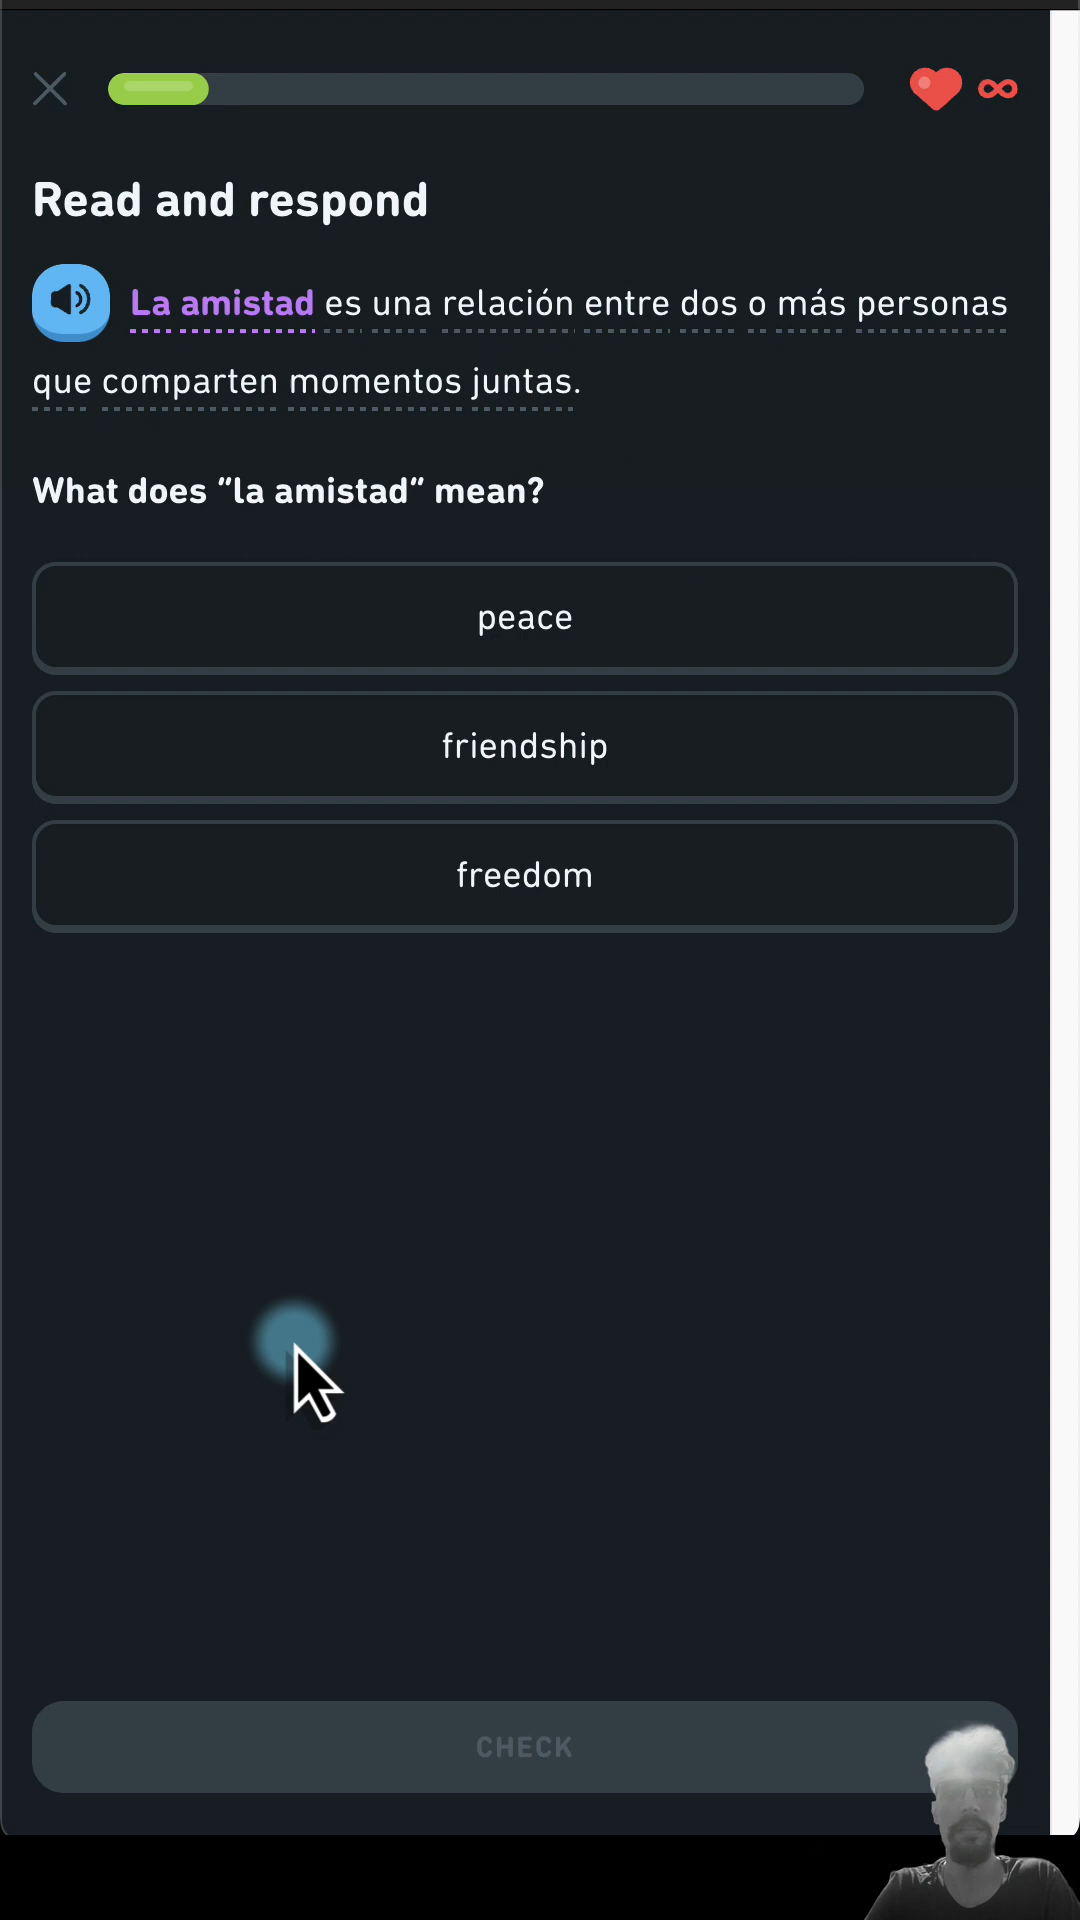 Read and respond
La amistad es una relación entre dos o más personas
que comparten momentos juntas.
What does “la amistad” mean?
peace
friendship
freedom
CHECK